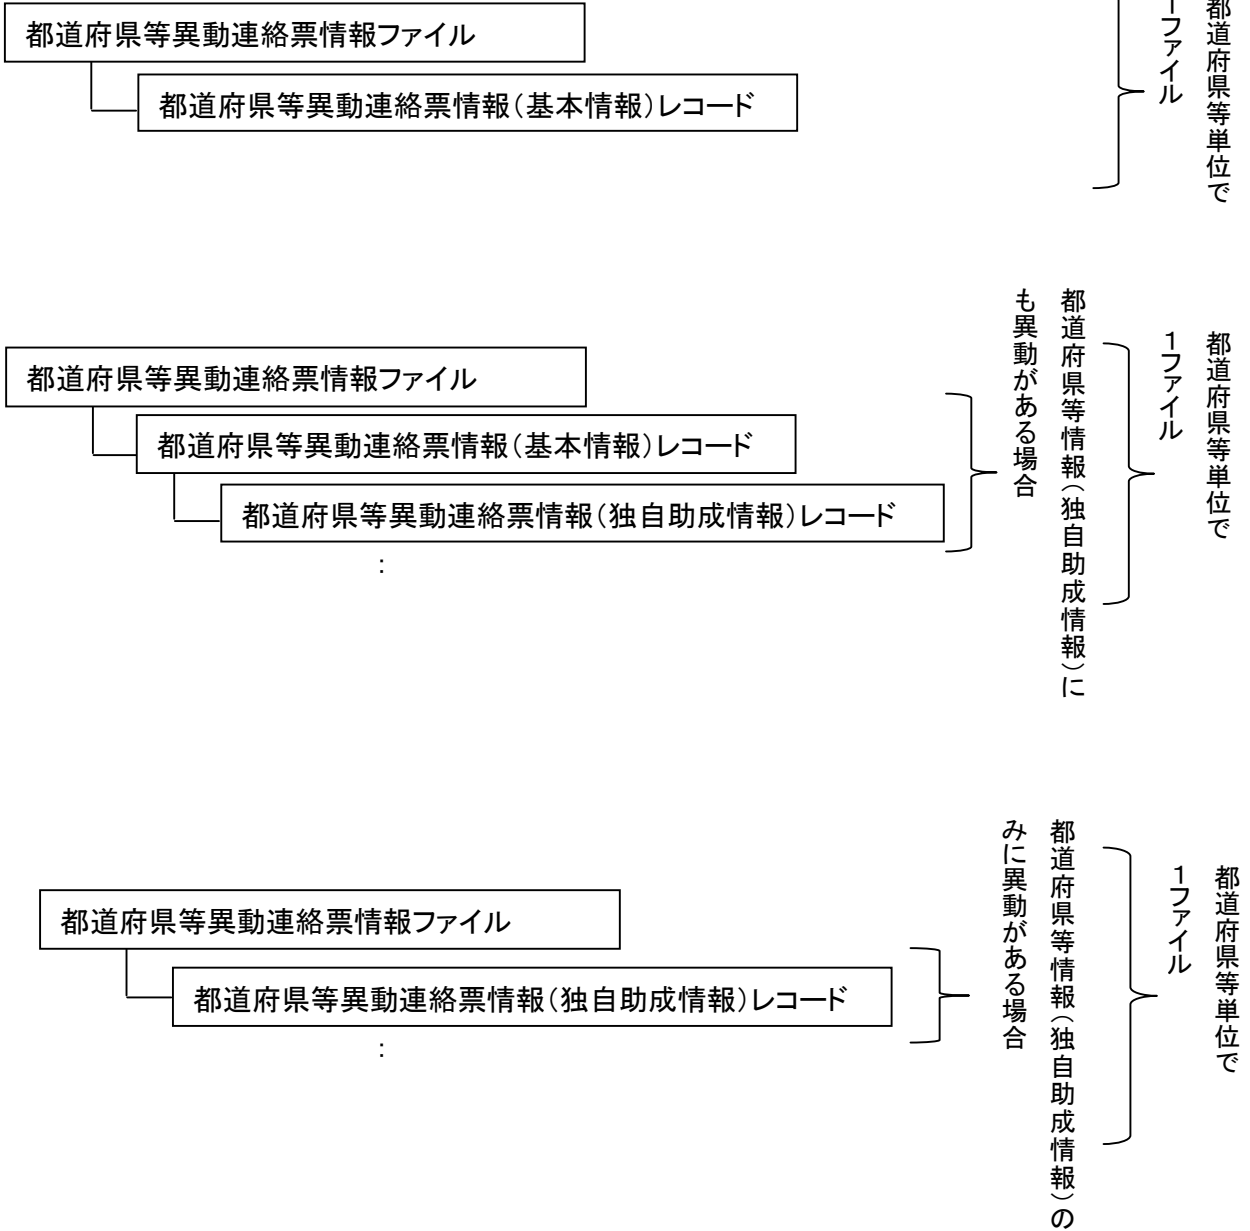 都道府県等異動連絡票情報ファイル
都道府県等異動連絡票情報（基本情報）レコード
都道府県等単位で
1ファイル
都道府県等異動連絡票情報ファイル
都道府県等異動連絡票情報（基本情報）レコード
都道府県等異動連絡票情報（独自助成情報）レコード
：
都道府県等情報（独自助成情報）に
も異動がある場合
都道府県等単位で
1ファイル
都道府県等異動連絡票情報ファイル
都道府県等異動連絡票情報（独自助成情報）レコード
：
都道府県等情報（独自助成情報）の
みに異動がある場合
都道府県等単位で
1ファイル